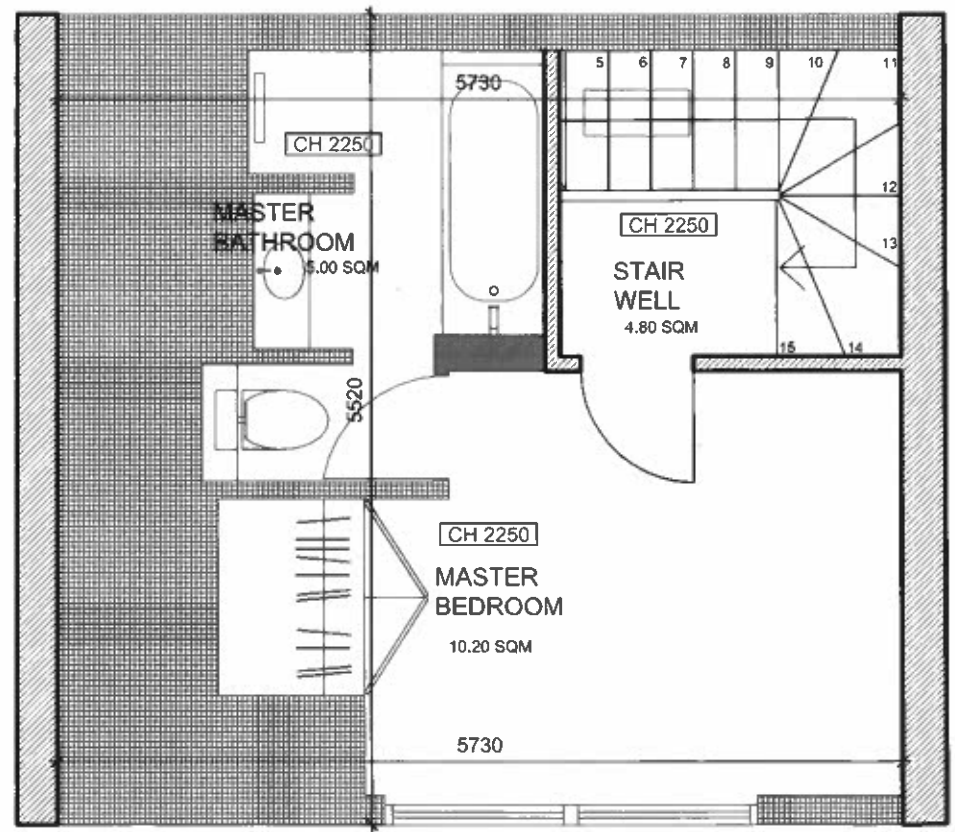 5730
5 6 7 8 9 10 11
CH 2250
MASTER
BATHROOM
5.00 SQM
12
CH 2250
13
STAIR
WELL
4.80 SQM
15 14
5520
CH 2250
MASTER
BEDROOM
10.20 SQM
5730